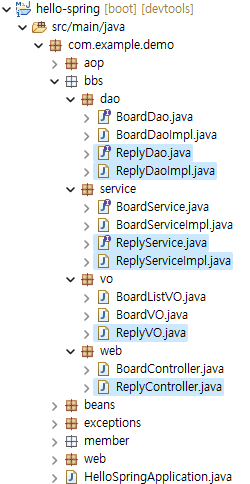 hello-spring [boot] [devtools]
src/main/java
com.example.demo
aop
bbs
dao
BoardDao.java
BoardDaoImpl.java
ReplyDao.java
ReplyDaoImpl.java
service
BoardService.java
BoardServiceImpl.java
ReplyService.java
ReplyServiceImpl.java
vo
BoardListVO.java
BoardVO.java
ReplyVO.java
web
BoardController.java
ReplyController.java
beans
exceptions
member
web
HelloSpringApplication.java